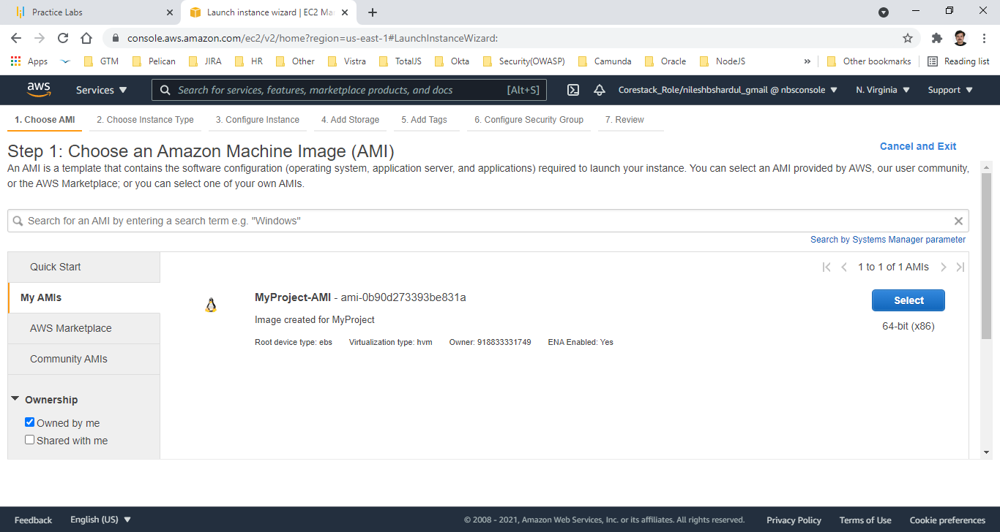 Practice Labs
Launch instance wizard | EC2 Mar
console.aws.amazon.com/ec2/v2/home?region=us-east-1#LaunchInstanceWizard:
Apps GTM Pelican JIRA HR Other Vistra TotalJS Okta Security(OWASP) Camunda Oracle NodeJS » Other bookmarks Reading list
aws Services Search for services, features, marketplace products, and docs [Alt+S] Corestack_Role/nileshbshardul_gmail @ nbsconsole N. Virginia Support
1. Choose AMI 2. Choose Instance Type 3. Configure Instance 4. Add Storage 5. Add Tags 6. Configure Security Group 7. Review
Step 1: Choose an Amazon Machine Image (AMI)
Cancel and Exit
An AMI is a template that contains the software configuration (operating system, application server, and applications) required to launch your instance. You can select an AMI provided by AWS, our user community,
or the AWS Marketplace; or you can select one of your own AMIs.
Search for an AMI by entering a search term e.g. "Windows"
Search by Systems Manager parameter
Quick Start
My AMIs
AWS Marketplace
Community AMIs
Ownership
Owned by me
Shared with me
1 to 1 of 1 AMIs
MyProject-AMI - ami-0b90d273393be831a
Select
Image created for MyProject
64-bit (x86)
Root device type: ebs Virtualization type: hvm Owner: 918833331749 ENA Enabled: Yes
Feedback English (US) © 2008 - 2021, Amazon Web Services, Inc. or its affiliates. All rights reserved. Privacy Policy Terms of Use Cookie preferences